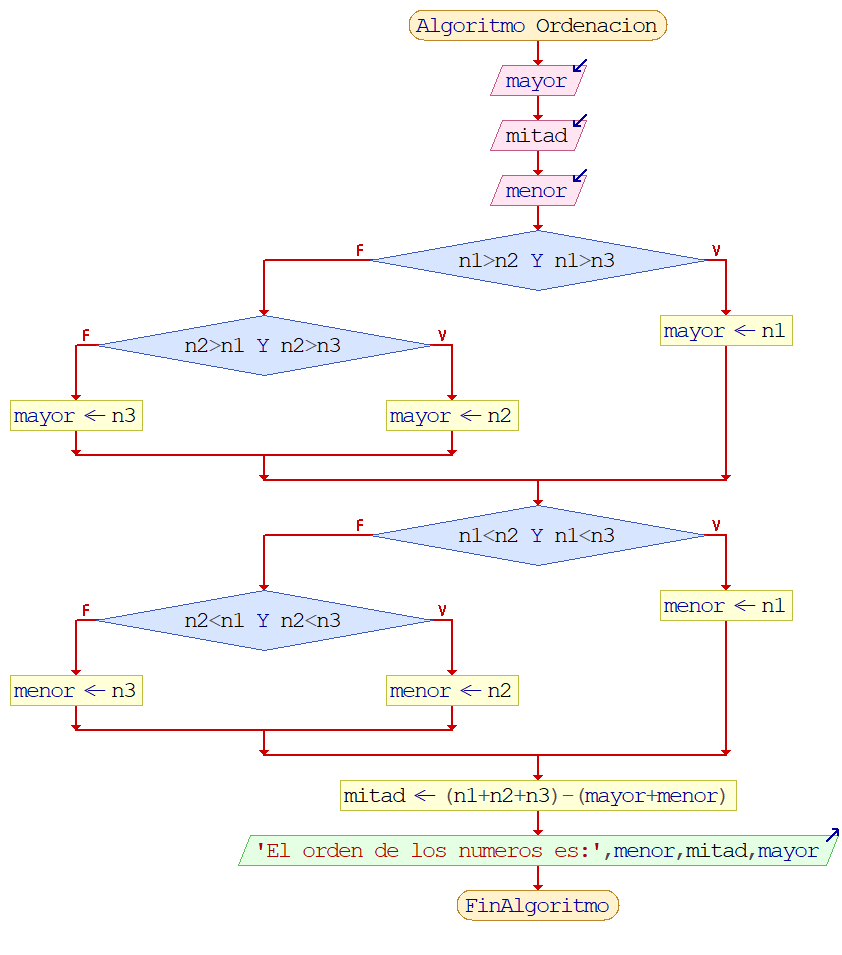 Algoritmo Ordenacion
mayor
mitad
menor
n1>n2 Y n1>n3
F
V
mayor ← n1
n2>n1 Y n2>n3
F
V
mayor ← n3
mayor ← n2
n1<n2 Y n1<n3
F
V
menor ← n1
n2<n1 Y n2<n3
F
V
menor ← n3
menor ← n2
mitad ← (n1+n2+n3)-(mayor+menor)
'El orden de los numeros es:',menor,mitad,mayor
FinAlgoritmo